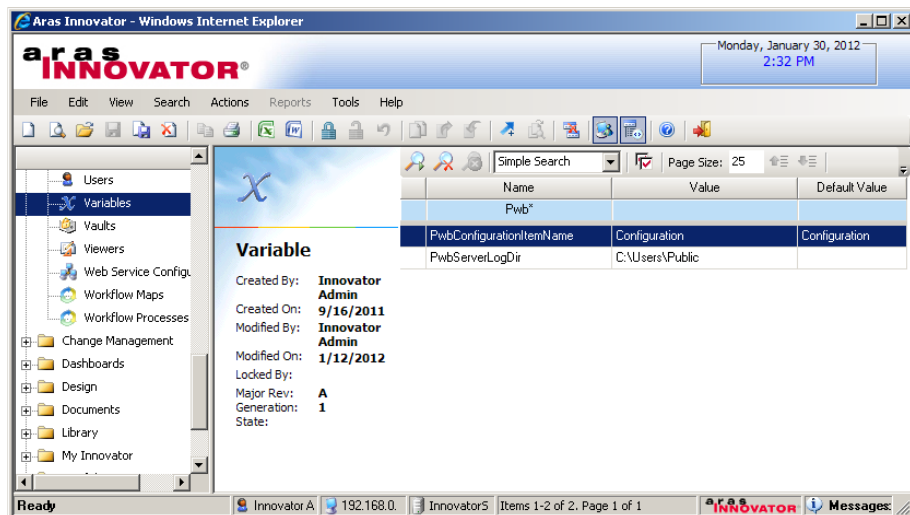 Aras Innovator - Windows Internet Explorer
aras
INNOVATOR®
Monday, January 30, 2012
2:32 PM
File Edit View Search Actions Reports Tools Help
Simple Search Page Size: 25
Users
Variables
Vaults
Viewers
Web Service Configu
Workflow Maps
Workflow Processes
Change Management
Dashboards
Design
Documents
Library
My Innovator
X
Variable
Created By: Innovator
Admin
Created On: 9/16/2011
Modified By: Innovator
Admin
Modified On: 1/12/2012
Locked By:
Major Rev: A
Generation: 1
State:
Name Value Default Value
Pwb*
PwbConfigurationItemName Configuration Configuration
PwbServerLogDir C:\Users\Public
Ready Innovator A 192.168.0. InnovatorS Items 1-2 of 2. Page 1 of 1 aras INNOVATOR Messages: